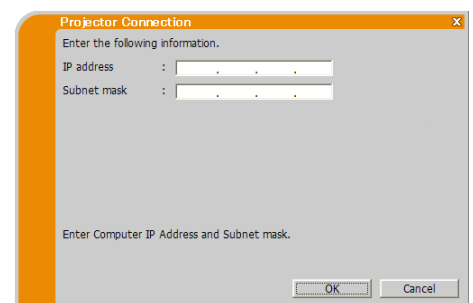 Projector Connection x
Enter the following information.
IP address : . . .
Subnet mask : . . .
Enter Computer IP Address and Subnet mask.
OK Cancel